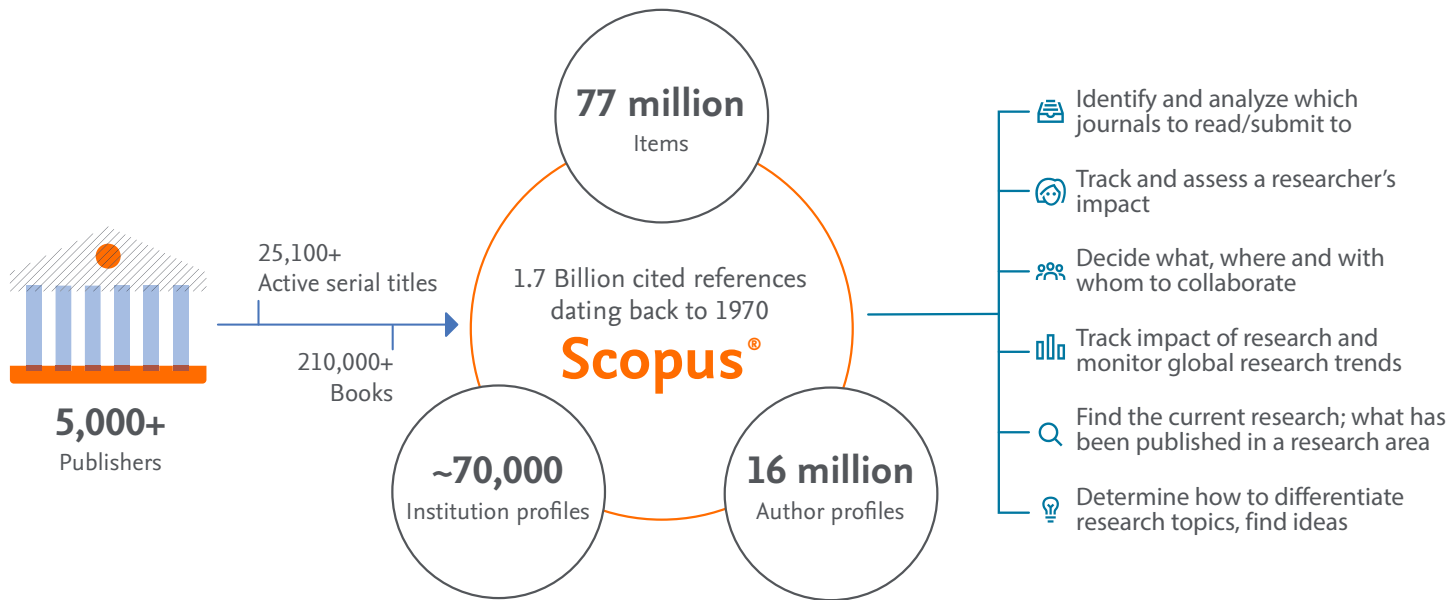 5,000+
Publishers
25,100+
Active serial titles
210,000+
Books
77 million
Items
1.7 Billion cited references
dating back to 1970
Scopus®
~70,000
Institution profiles
16 million
Author profiles
Identify and analyze which
journals to read/submit to
Track and assess a researcher’s
impact
Decide what, where and with
whom to collaborate
Track impact of research and
monitor global research trends
Find the current research; what has
been published in a research area
Determine how to differentiate
research topics, find ideas